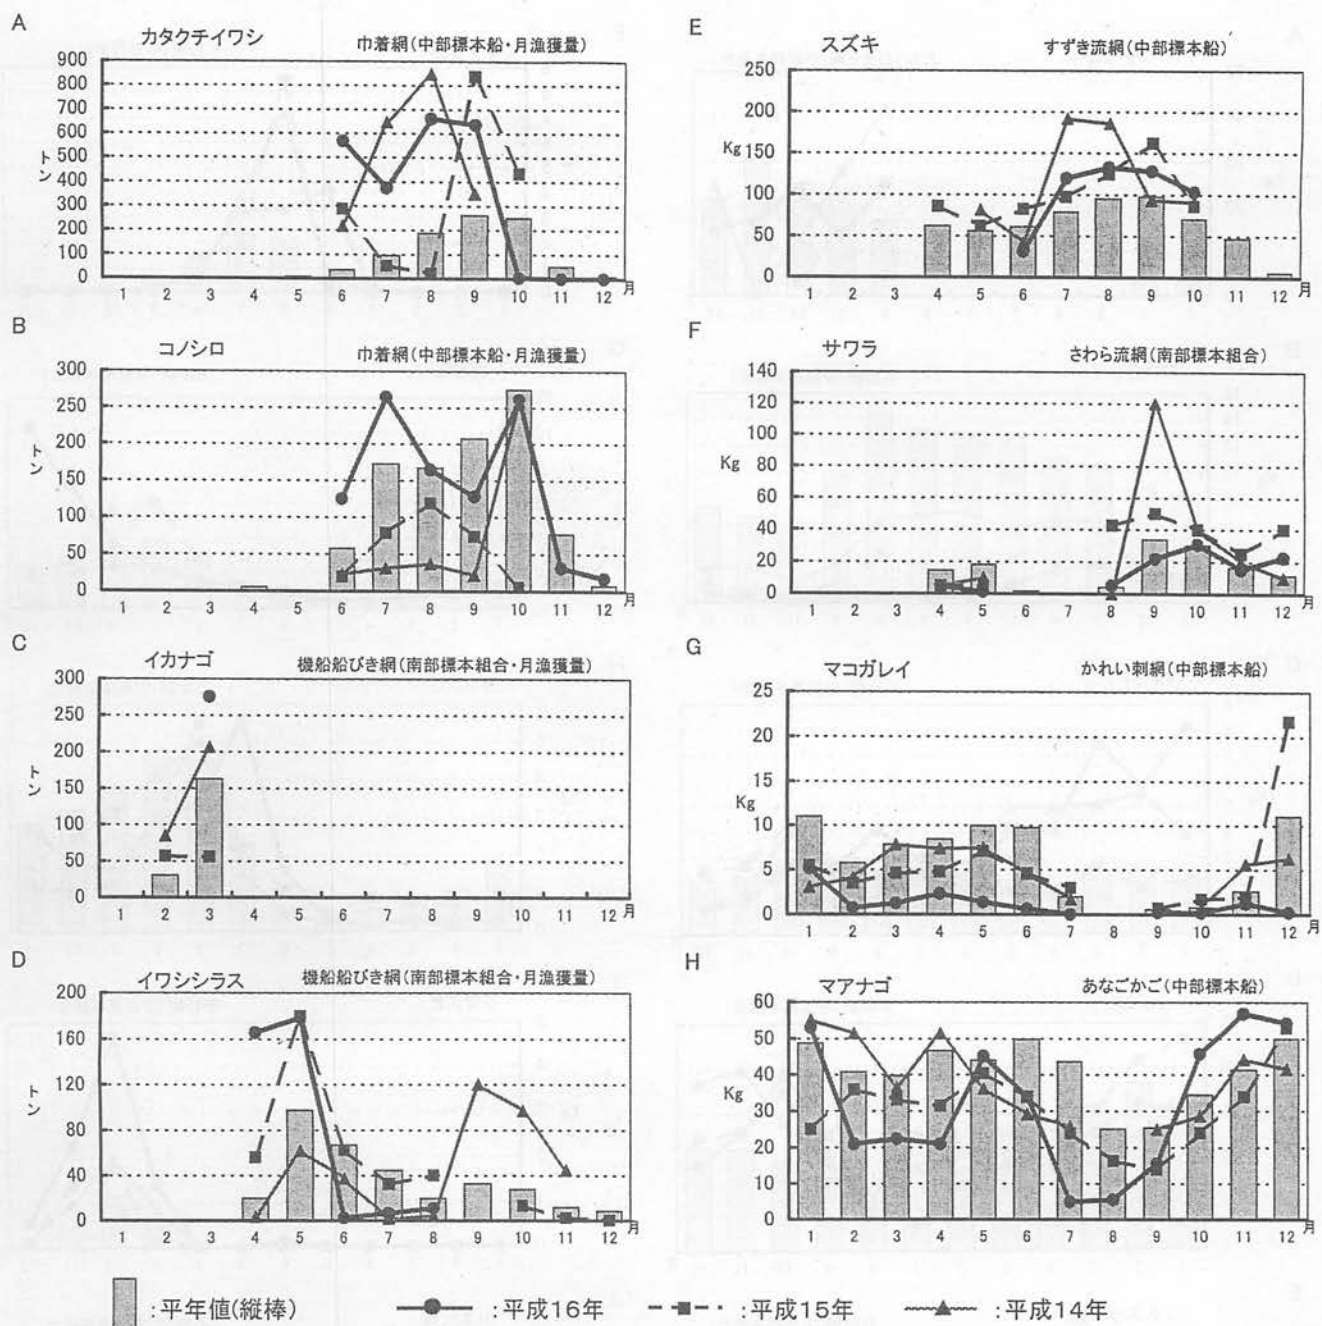 A
カタクチイワシ
巾着網(中部標本船・月漁獲量)
900
800
700
600
500
400
300
200
100
0
トン
1 2 3 4 5 6 7 8 9 10 11 12 月
B
コノシロ
巾着網(中部標本船・月漁獲量)
300
250
200
150
100
50
0
トン
1 2 3 4 5 6 7 8 9 10 11 12 月
C
イカナゴ
機船船びき網(南部標本組合・月漁獲量)
300
250
200
150
100
50
0
トン
1 2 3 4 5 6 7 8 9 10 11 12 月
D
イワシシラス
機船船びき網(南部標本組合・月漁獲量)
200
160
120
80
40
0
トン
1 2 3 4 5 6 7 8 9 10 11 12 月
E
スズキ
すずき流網(中部標本船)
250
200
150
100
50
0
Kg
1 2 3 4 5 6 7 8 9 10 11 12 月
F
サワラ
さわら流網(南部標本組合)
140
120
100
80
60
40
20
0
Kg
1 2 3 4 5 6 7 8 9 10 11 12 月
G
マコガレイ
かれい刺網(中部標本船)
25
20
15
10
5
0
Kg
1 2 3 4 5 6 7 8 9 10 11 12 月
H
マアナゴ
あなごかご(中部標本船)
60
50
40
30
20
10
0
Kg
1 2 3 4 5 6 7 8 9 10 11 12 月
:平年値(縦棒)
:平成16年
:平成15年
:平成14年